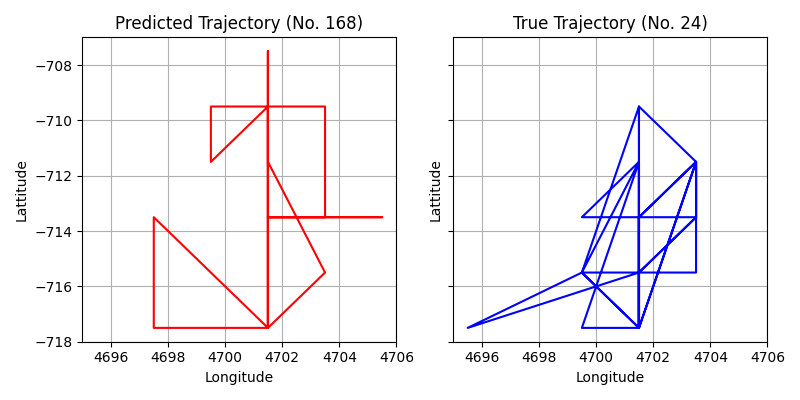 Predicted Trajectory (No. 168)
True Trajectory (No. 24)
Lattitude
−708
−710
−712
−714
−716
−718
4696 4698 4700 4702 4704 4706
Longitude
Lattitude
4696 4698 4700 4702 4704 4706
Longitude